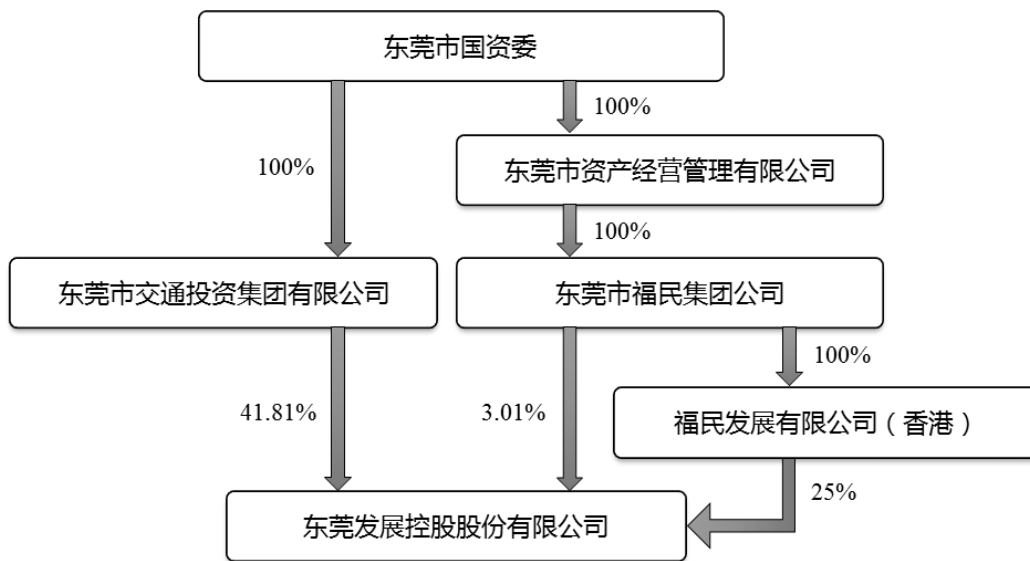 东莞市国资委
100%
东莞市资产经营管理有限公司
100%
100%
东莞市交通投资集团有限公司
东莞市福民集团公司
100%
41.81%
3.01%
福民发展有限公司（香港）
25%
东莞发展控股股份有限公司